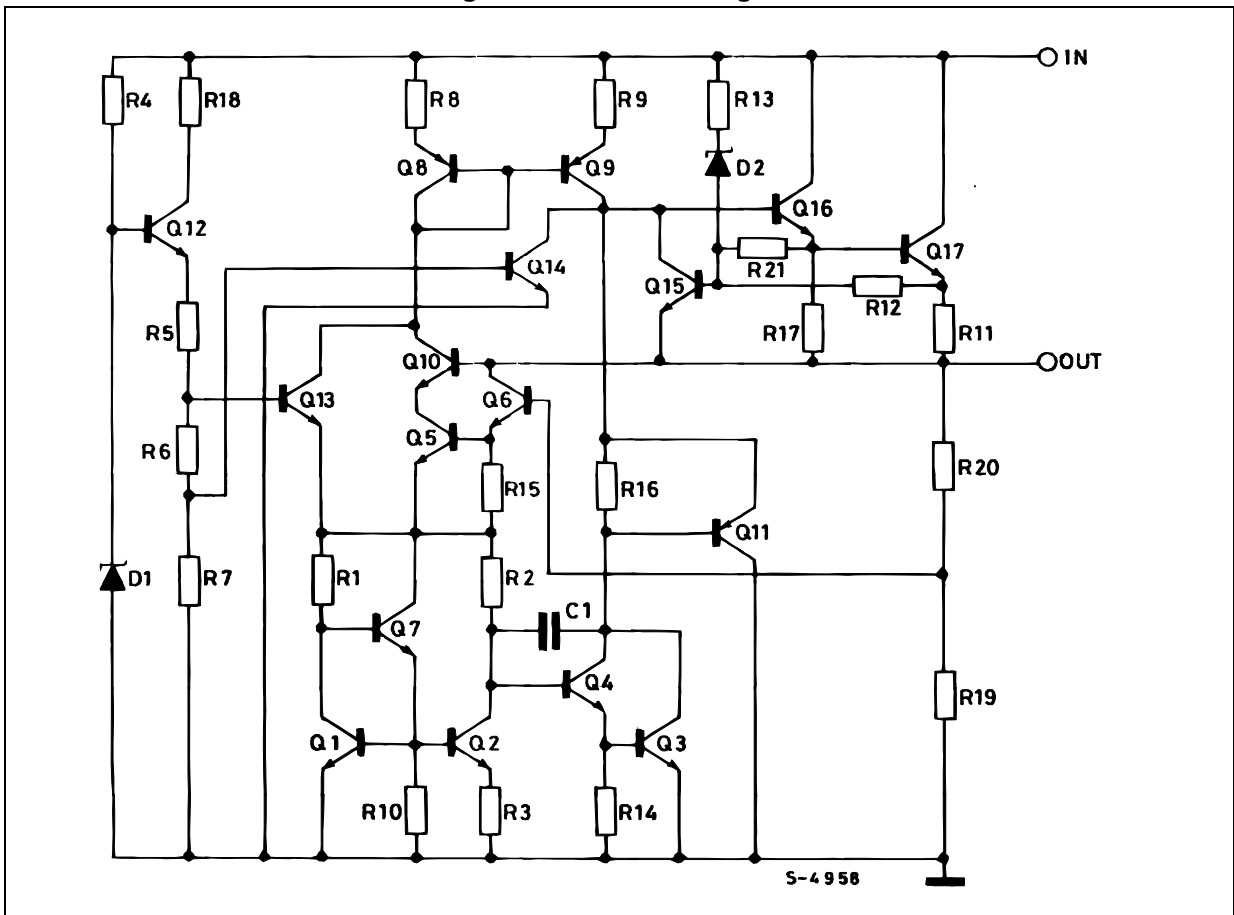 IN
R4 R18 R8 R9 R13
Q8 Q9 D2
Q12 Q16
Q14 R21 Q17
Q15 R12
R5 R17 R11
Q10 OUT
Q13 Q6
R6 Q5
R15 R16 R20
Q11
D1 R7 R1 R2
C1
Q7
Q4
R19
Q1 Q2 Q3
R10 R3 R14
S-4958